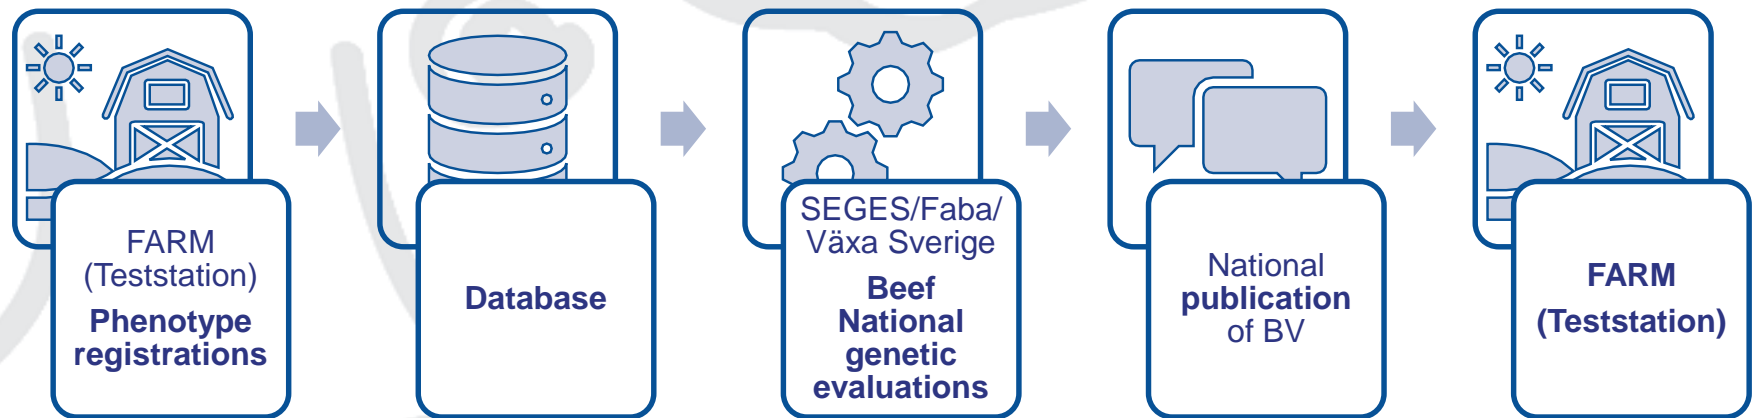 FARM
(Teststation)
Phenotype
registrations
Database
SEGES/Faba/
Växa Sverige
Beef
National
genetic
evaluations
National
publication
of BV
FARM
(Teststation)